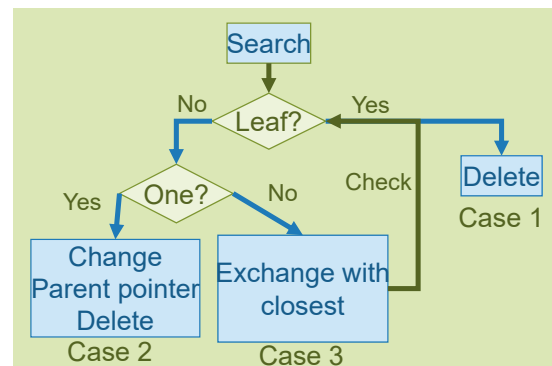 Search
No
Yes
Leaf?
Yes
One?
No
Check
Delete
Case 1
Change
Parent pointer
Delete
Case 2
Exchange with
closest
Case 3